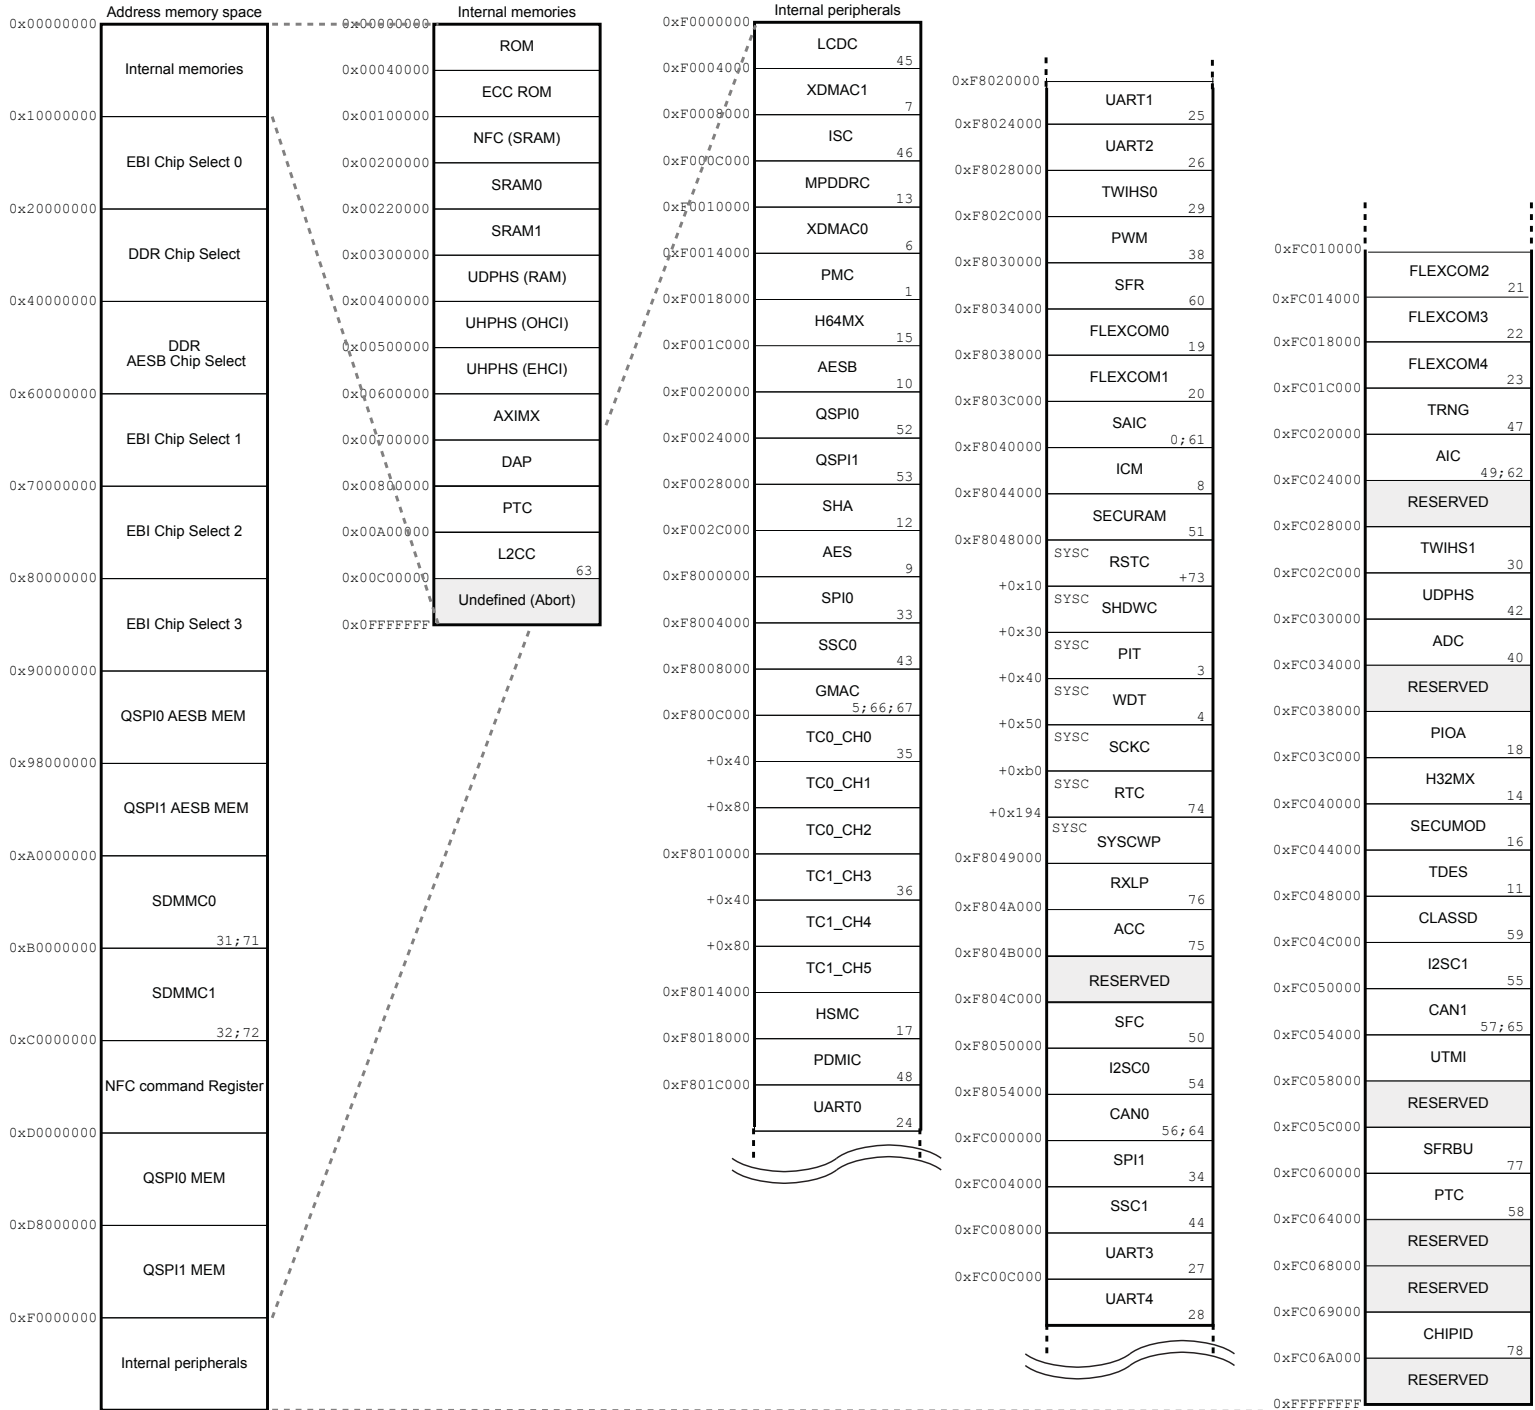 Address memory space
0x00000000
Internal memories
0x10000000
EBI Chip Select 0
0x20000000
DDR Chip Select
0x40000000
DDR
AESB Chip Select
0x60000000
EBI Chip Select 1
0x70000000
EBI Chip Select 2
0x80000000
EBI Chip Select 3
0x90000000
QSPI0 AESB MEM
0x98000000
QSPI1 AESB MEM
0xA0000000
SDMMC0
31;71
0xB0000000
SDMMC1
32;72
0xC0000000
NFC command Register
0xD0000000
QSPI0 MEM
0xD8000000
QSPI1 MEM
0xF0000000
Internal peripherals
Internal memories
0x00000000
ROM
0x00040000
ECC ROM
0x00100000
NFC (SRAM)
0x00200000
SRAM0
0x00220000
SRAM1
0x00300000
UDPHS (RAM)
0x00400000
UHPHS (OHCI)
0x00500000
UHPHS (EHCI)
0x00600000
AXIMX
0x00700000
DAP
0x00800000
PTC
0x00A00000
L2CC
63
0x00C00000
Undefined (Abort)
0x0FFFFFFF
Internal peripherals
0xF0000000
LCDC
45
0xF0004000
XDMAC1
7
0xF0008000
ISC
46
0xF000C000
MPDDRC
13
0xF0010000
XDMAC0
6
0xF0014000
PMC
1
0xF0018000
H64MX
15
0xF001C000
AESB
10
0xF0020000
QSPI0
52
0xF0024000
QSPI1
53
0xF0028000
SHA
12
0xF002C000
AES
9
0xF8000000
SPI0
33
0xF8004000
SSC0
43
0xF8008000
GMAC
5;66;67
0xF800C000
TC0_CH0
35
+0x40
TC0_CH1
+0x80
TC0_CH2
0xF8010000
TC1_CH3
36
+0x40
TC1_CH4
+0x80
TC1_CH5
0xF8014000
HSMC
17
0xF8018000
PDMIC
48
0xF801C000
UART0
24
0xF8020000
UART1
25
0xF8024000
UART2
26
0xF8028000
TWIHS0
29
0xF802C000
PWM
38
0xF8030000
SFR
60
0xF8034000
FLEXCOM0
19
0xF8038000
FLEXCOM1
20
0xF803C000
SAIC
0;61
0xF8040000
ICM
8
0xF8044000
SECURAM
51
0xF8048000
SYSC
RSTC
+73
+0x10
SYSC
SHDWC
+0x30
SYSC
PIT
3
+0x40
SYSC
WDT
4
+0x50
SYSC
SCKC
+0xb0
SYSC
RTC
74
+0x194
SYSC
SYSCWP
0xF8049000
RXLP
76
0xF804A000
ACC
75
0xF804B000
RESERVED
0xF804C000
SFC
50
0xF8050000
I2SC0
54
0xF8054000
CAN0
56;64
0xFC000000
SPI1
34
0xFC004000
SSC1
44
0xFC008000
UART3
27
0xFC00C000
UART4
28
0xFC010000
FLEXCOM2
21
0xFC014000
FLEXCOM3
22
0xFC018000
FLEXCOM4
23
0xFC01C000
TRNG
47
0xFC020000
AIC
49;62
0xFC024000
RESERVED
0xFC028000
TWIHS1
30
0xFC02C000
UDPHS
42
0xFC030000
ADC
40
0xFC034000
RESERVED
0xFC038000
PIOA
18
0xFC03C000
H32MX
14
0xFC040000
SECUMOD
16
0xFC044000
TDES
11
0xFC048000
CLASSD
59
0xFC04C000
I2SC1
55
0xFC050000
CAN1
57;65
0xFC054000
UTMI
0xFC058000
RESERVED
0xFC05C000
SFRBU
77
0xFC060000
PTC
58
0xFC064000
RESERVED
0xFC068000
RESERVED
0xFC069000
CHIPID
78
0xFC06A000
RESERVED
0xFFFFFFFF